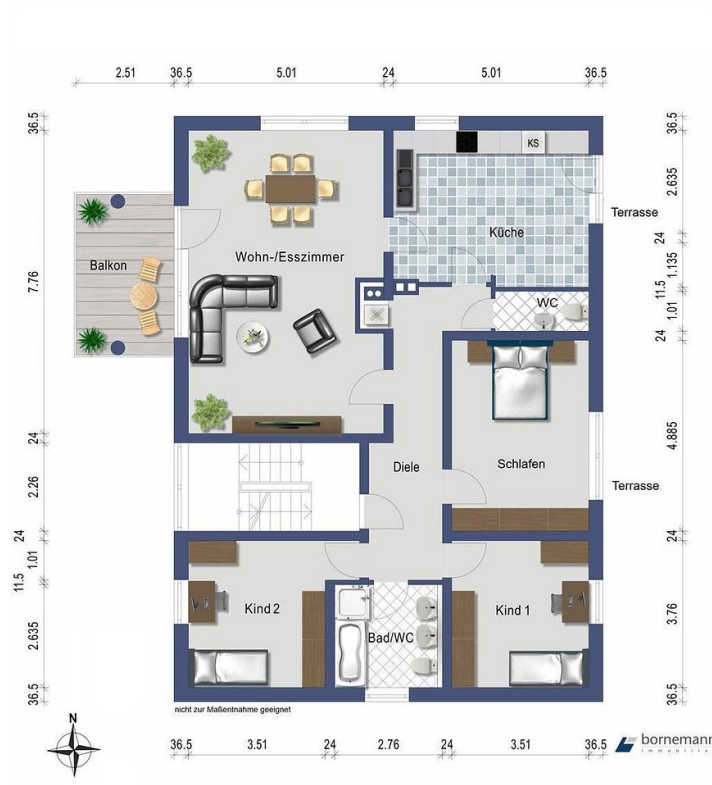 2.51 36.5 5.01 24 5.01 36.5
36.5
7.76
24
2.26
24
1.01
11.5
2.635
36.5
36.5
2.635
24
1.135
11.5
1.01
24
4.885
24
3.76
36.5
KS
Terrasse
Küche
Wohn-/Esszimmer
Balkon
WC
Diele
Schlafen
Terrasse
Kind 2
Bad/WC
Kind 1
nicht zur Maßentnahme geeignet
N
36.5 3.51 24 2.76 24 3.51 36.5
bornemann
immobilie